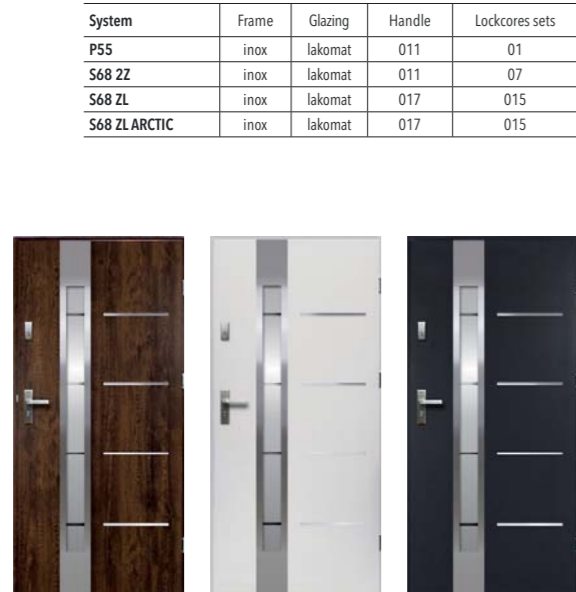 System Frame Glazing Handle Lockcores sets
P55 inox lakomat 011 01
S68 2Z inox lakomat 011 07
S68 ZL inox lakomat 017 015
S68 ZL ARCTIC inox lakomat 017 015